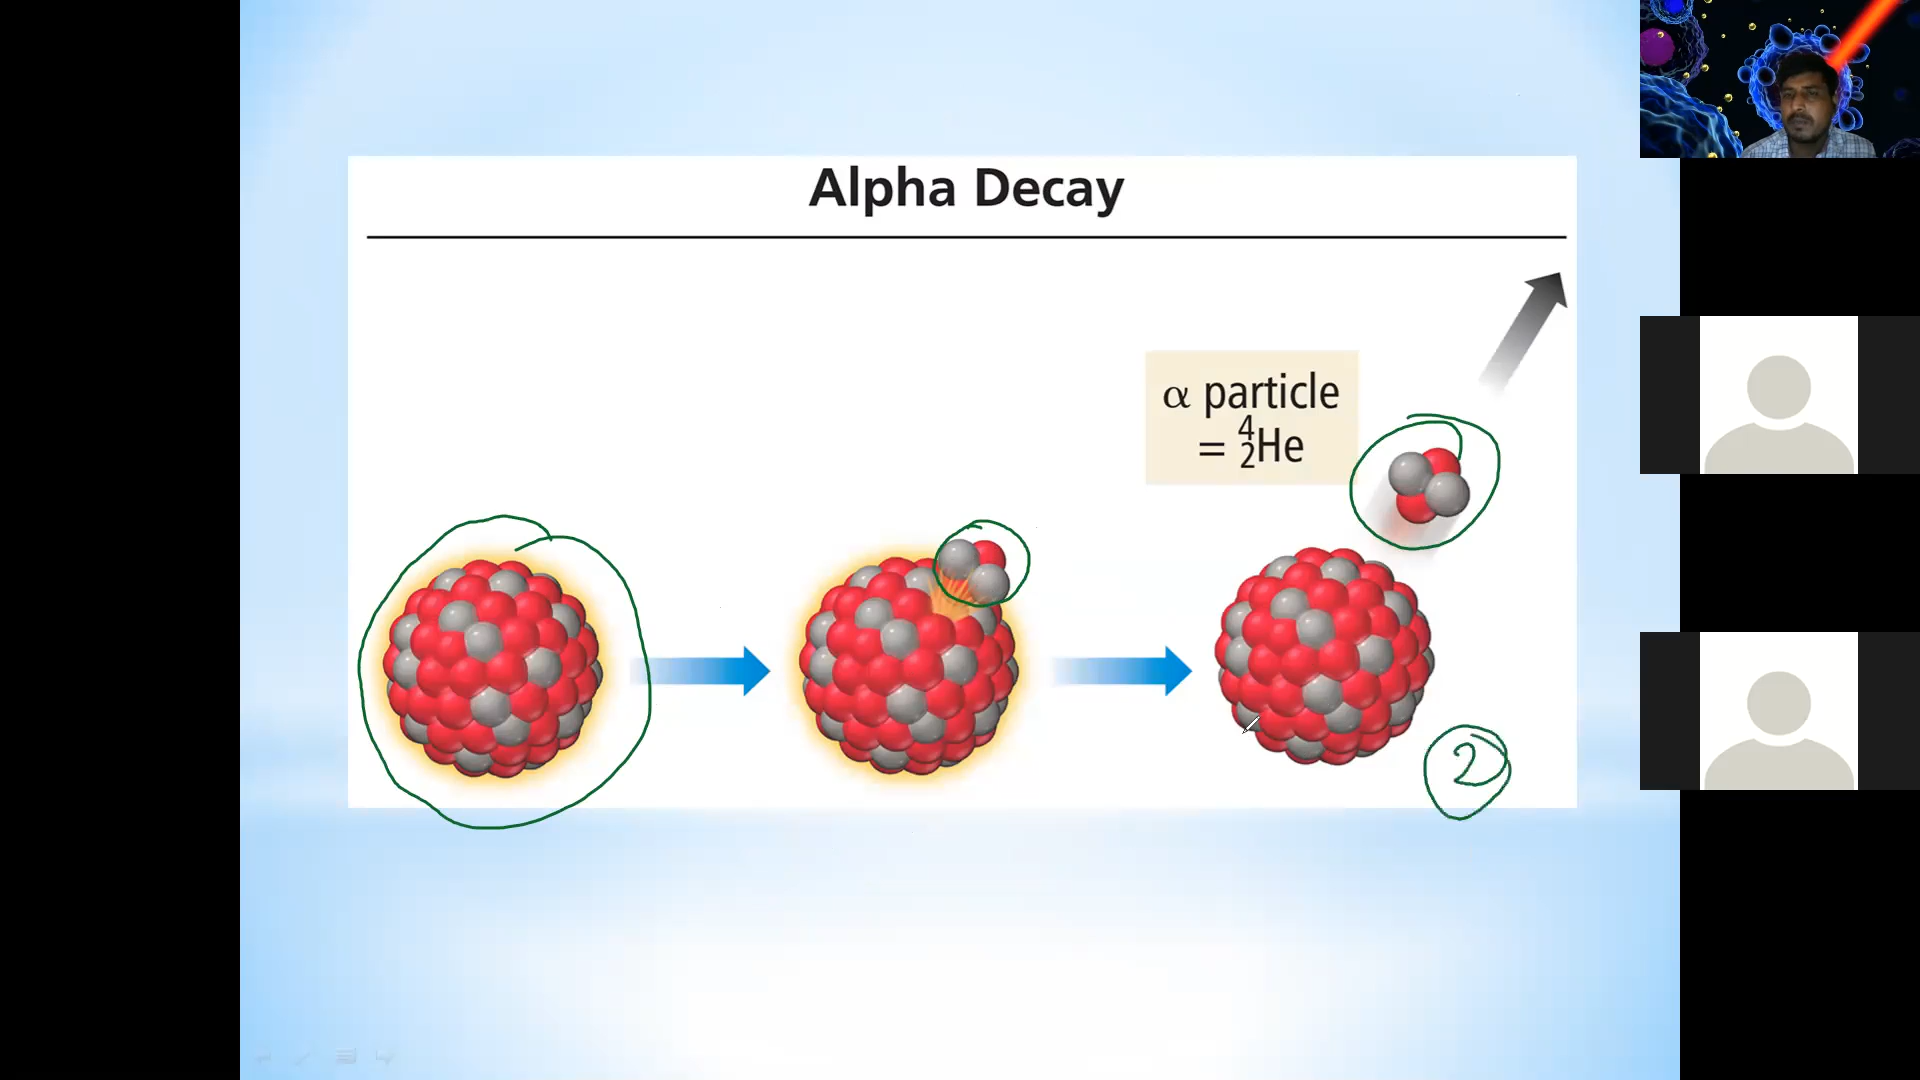 Alpha Decay
α particle
= ⁴₂He
2